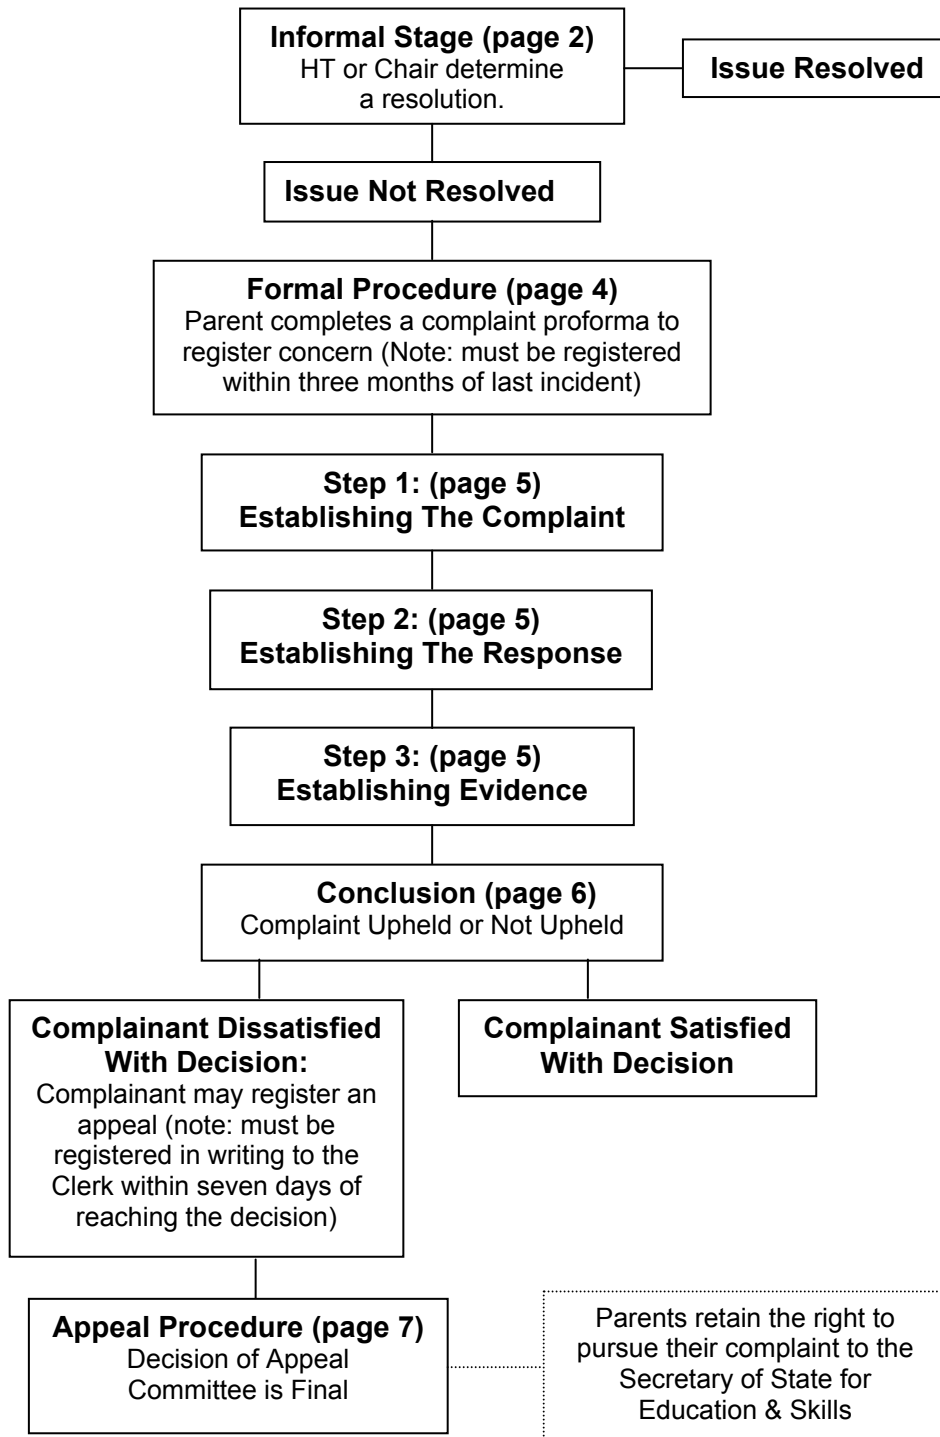 Informal Stage (page 2)
HT or Chair determine
a resolution.
Issue Resolved
Issue Not Resolved
Formal Procedure (page 4)
Parent completes a complaint proforma to
register concern (Note: must be registered
within three months of last incident)
Step 1: (page 5)
Establishing The Complaint
Step 2: (page 5)
Establishing The Response
Step 3: (page 5)
Establishing Evidence
Conclusion (page 6)
Complaint Upheld or Not Upheld
Complainant Dissatisfied
With Decision:
Complainant may register an
appeal (note: must be
registered in writing to the
Clerk within seven days of
reaching the decision)
Complainant Satisfied
With Decision
Appeal Procedure (page 7)
Decision of Appeal
Committee is Final
Parents retain the right to
pursue their complaint to the
Secretary of State for
Education & Skills